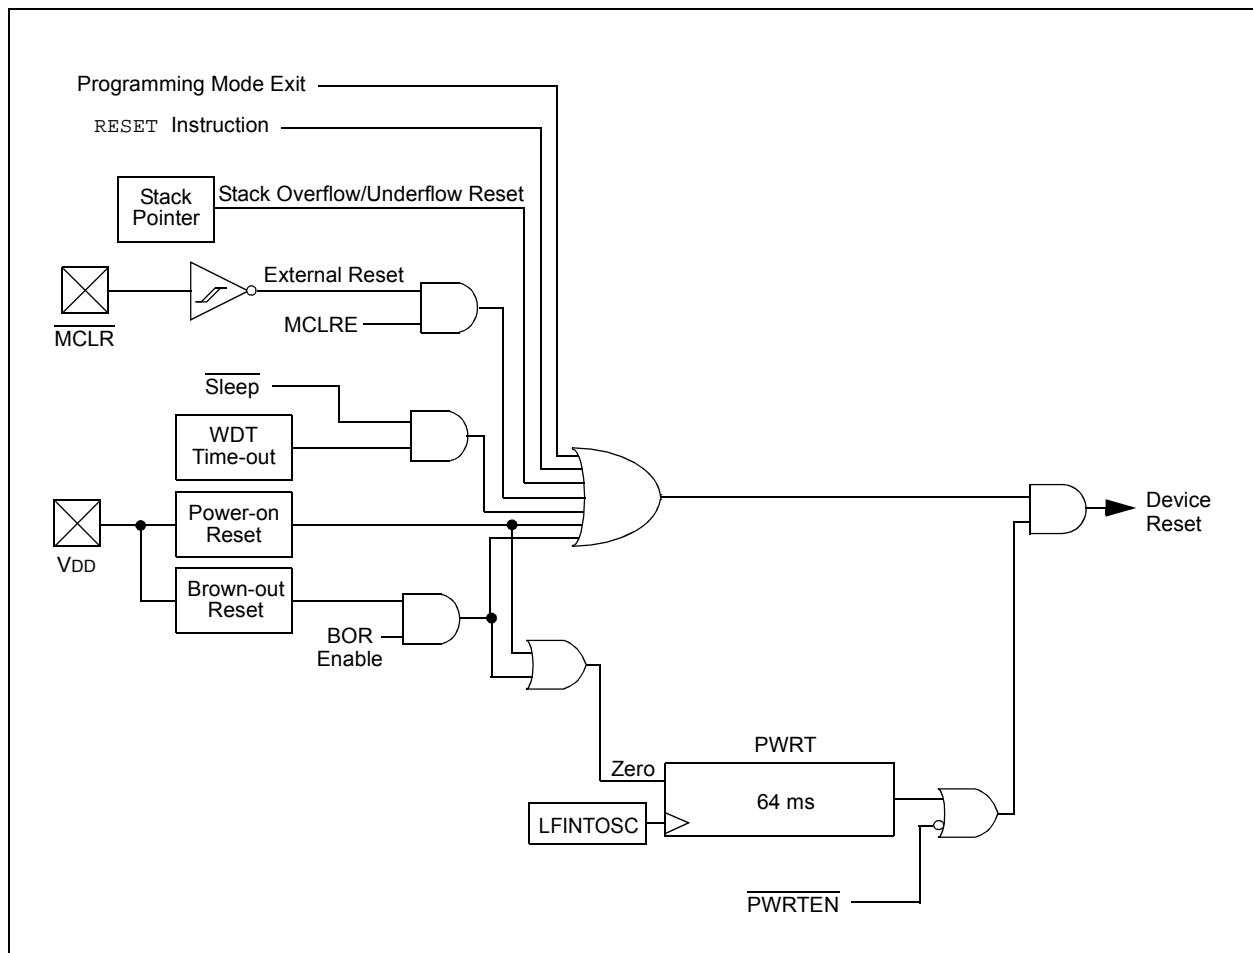 Programming Mode Exit
RESET Instruction
Stack
Pointer
Stack Overflow/Underflow Reset
External Reset
MCLR
MCLRE
Sleep
WDT
Time-out
Power-on
Reset
VDD
Brown-out
Reset
BOR
Enable
Device
Reset
PWRT
Zero
64 ms
LFINTOSC
PWRTEN